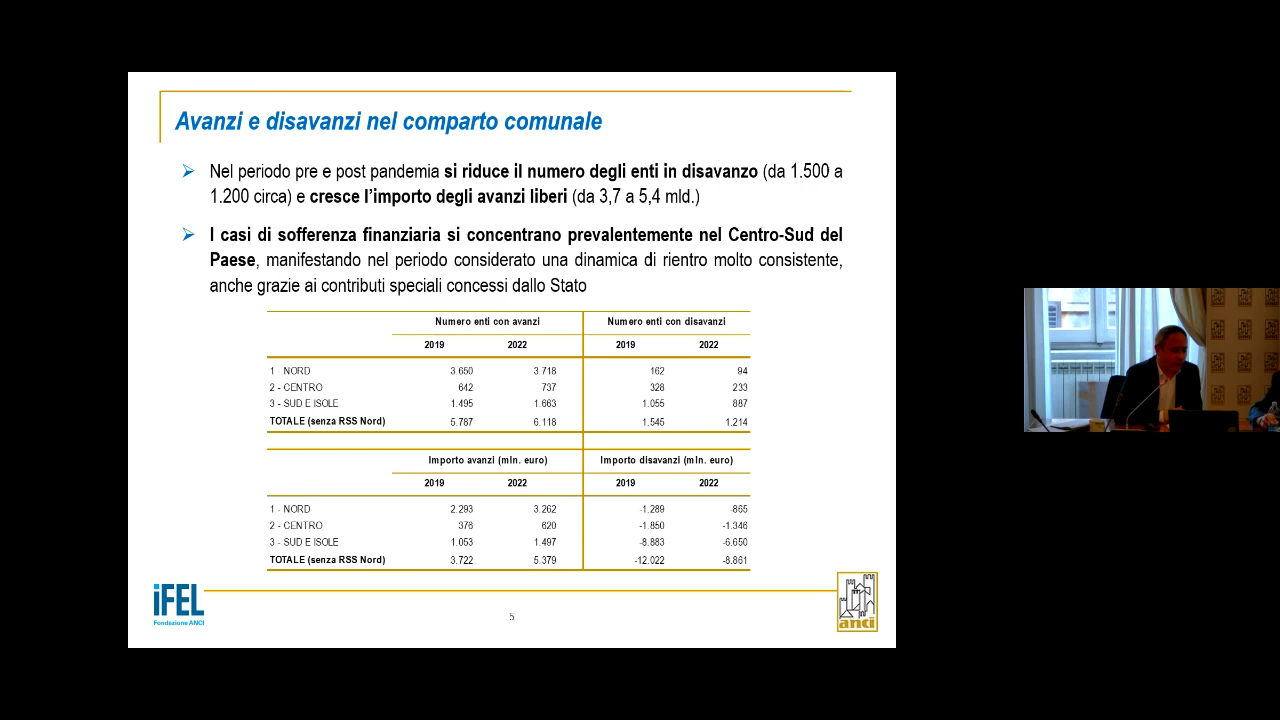 Avanzi e disavanzi nel comparto comunale
Nel periodo pre e post pandemia si riduce il numero degli enti in disavanzo (da 1.500 a
1.200 circa) e cresce l'importo degli avanzi liberi (da 3,7 a 5,4 mld.)
I casi di sofferenza finanziaria si concentrano prevalentemente nel Centro-Sud del
Paese, manifestando nel periodo considerato una dinamica di rientro molto consistente,
anche grazie ai contributi speciali concessi dallo Stato
Numero enti con avanzi Numero enti con disavanzi
2019 2022 2019 2022
1 - NORD 3.650 3.718 162 94
2 - CENTRO 642 737 328 233
3 - SUD E ISOLE 1.495 1.663 1.055 887
TOTALE (senza RSS Nord) 5.787 6.118 1.545 1.214
Importo avanzi (mln. euro) Importo disavanzi (mln. euro)
2019 2022 2019 2022
1 - NORD 2.293 3.262 -1.289 -865
2 - CENTRO 376 620 -1.850 -1.346
3 - SUD E ISOLE 1.053 1.497 -8.883 -6.650
TOTALE (senza RSS Nord) 3.722 5.379 -12.022 -8.861
iFEL
Fondazione ANCI
5
anci